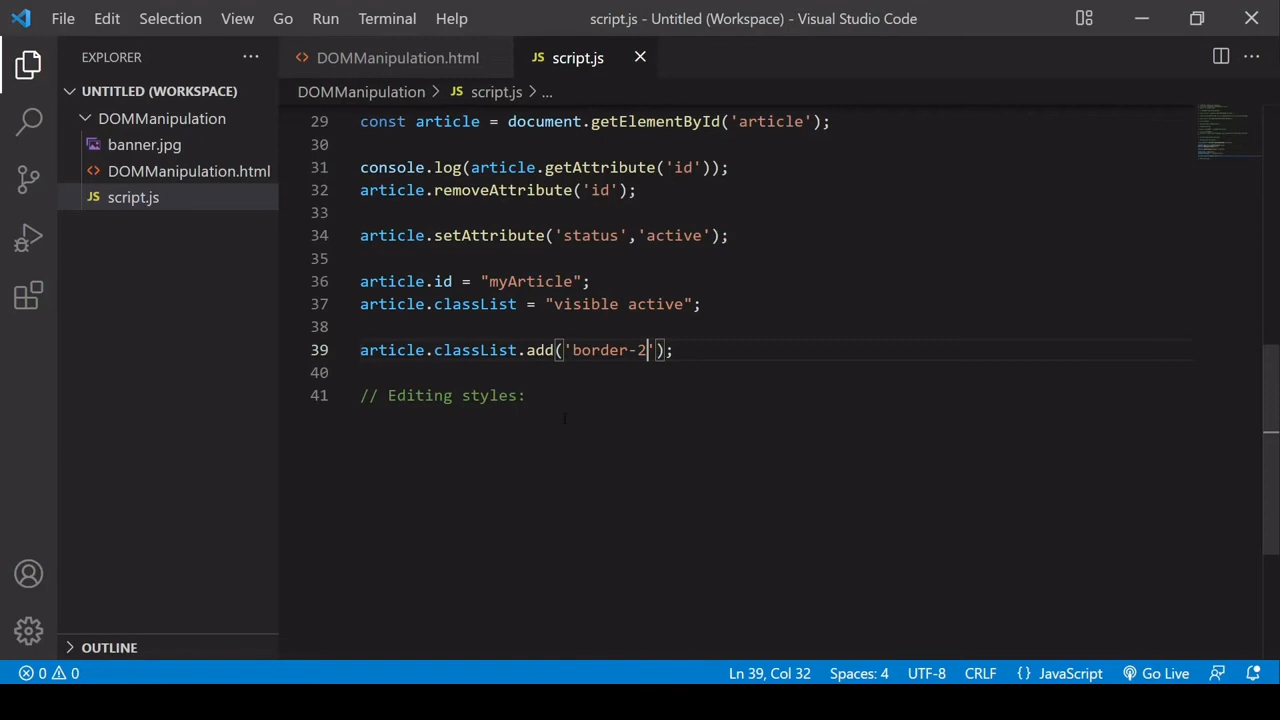 File Edit Selection View Go Run Terminal Help script.js - Untitled (Workspace) - Visual Studio Code
EXPLORER ... DOMManipulation.html JS script.js
UNTITLED (WORKSPACE) DOMManipulation > JS script.js > ...
DOMManipulation
banner.jpg
DOMManipulation.html
JS script.js
29 const article = document.getElementById('article');
30
31 console.log(article.getAttribute('id'));
32 article.removeAttribute('id');
33
34 article.setAttribute('status','active');
35
36 article.id = "myArticle";
37 article.classList = "visible active";
38
39 article.classList.add('border-2');
40
41 // Editing styles:
OUTLINE
0 0 Ln 39, Col 32 Spaces: 4 UTF-8 CRLF {} JavaScript Go Live